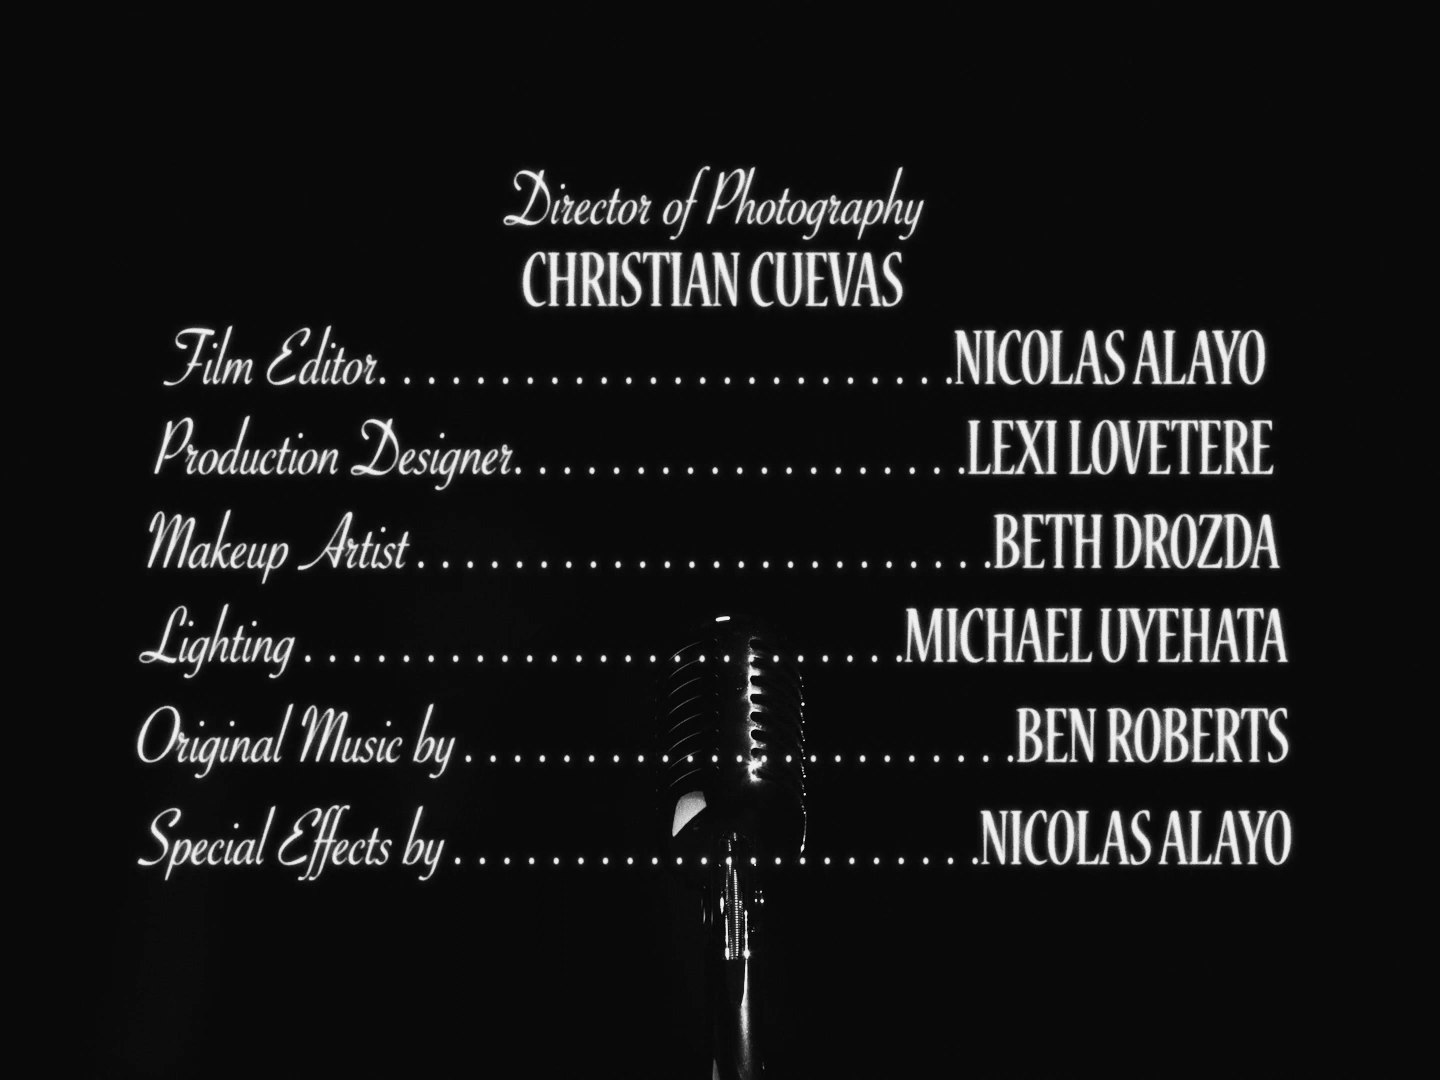 Director of Photography
CHRISTIAN CUEVAS
Film Editor. . . . . . . . . . . . . . . . . . . . . . . . . . . . .NICOLAS ALAYO
Production Designer. . . . . . . . . . . . . . . . . . . . . . .LEXI LOVETERE
Makeup Artist . . . . . . . . . . . . . . . . . . . . . . . . . . . .BETH DROZDA
Lighting . . . . . . . . . . . . . . . . . . . . . . . . . . . . . .MICHAEL UYEHATA
Original Music by . . . . . . . . . . . . . . . . . . . . . . . . . . .BEN ROBERTS
Special Effects by . . . . . . . . . . . . . . . . . . . . . . . . . .NICOLAS ALAYO